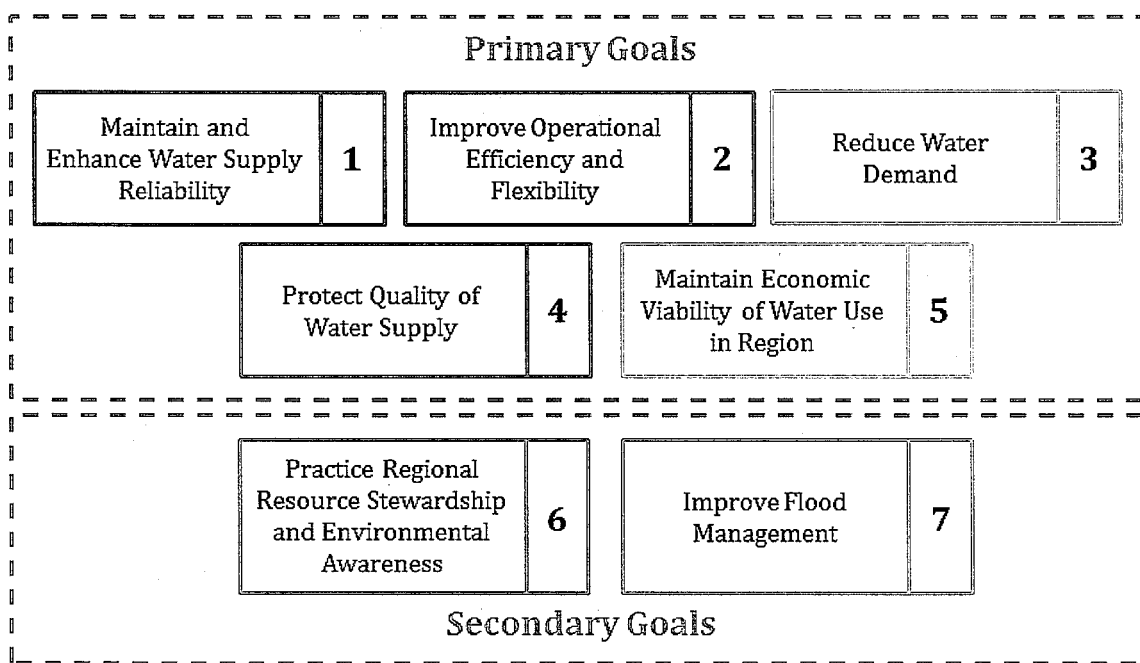 Primary Goals
Maintain and
Enhance Water Supply
Reliability
1
Improve Operational
Efficiency and
Flexibility
2
Reduce Water
Demand
3
Protect Quality of
Water Supply
4
Maintain Economic
Viability of Water Use
in Region
5
Practice Regional
Resource Stewardship
and Environmental
Awareness
6
Improve Flood
Management
7
Secondary Goals